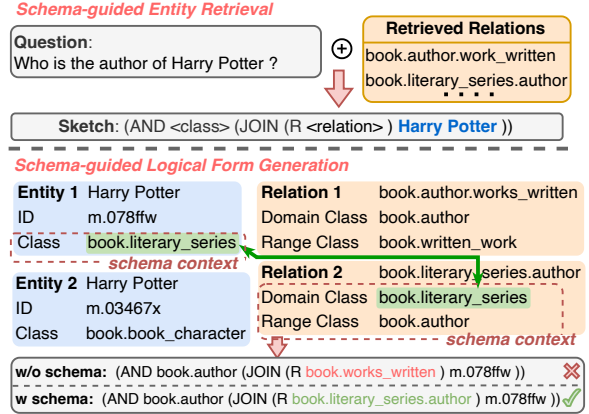 Schema-guided Entity Retrieval
Question:
Who is the author of Harry Potter ?
Retrieved Relations
book.author.work_written
book.literary_series.author
. . . .
Sketch: (AND <class> (JOIN (R <relation> ) Harry Potter ))
Schema-guided Logical Form Generation
Entity 1 Harry Potter
ID m.078ffw
Class book.literary_series
schema context
Entity 2 Harry Potter
ID m.03467x
Class book.book_character
Relation 1 book.author.works_written
Domain Class book.author
Range Class book.written_work
Relation 2 book.literary_series.author
Domain Class book.literary_series
Range Class book.author
schema context
w/o schema: (AND book.author (JOIN (R book.works_written ) m.078ffw ))
w schema: (AND book.author (JOIN (R book.literary_series.author ) m.078ffw ))